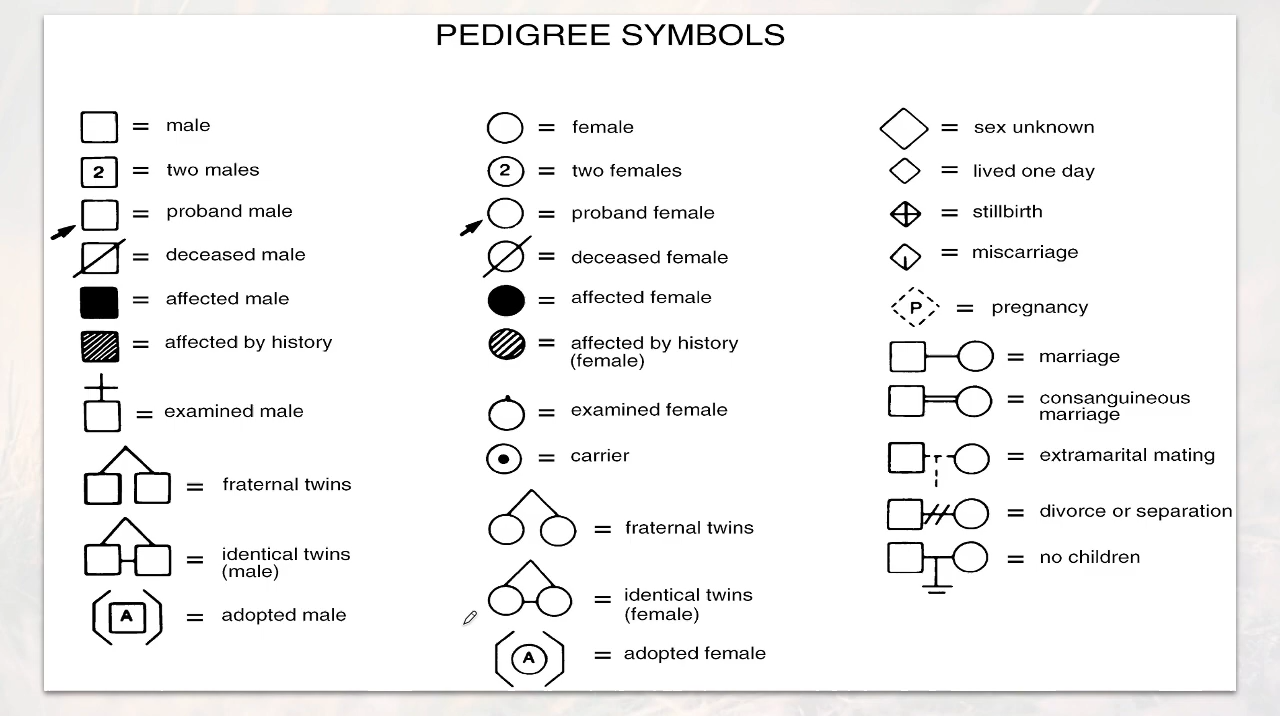 PEDIGREE SYMBOLS
= male
2 = two males
= proband male
= deceased male
= affected male
= affected by history
= examined male
= fraternal twins
= identical twins
(male)
A = adopted male
= female
2 = two females
= proband female
= deceased female
= affected female
= affected by history
(female)
= examined female
= carrier
= fraternal twins
= identical twins
(female)
A = adopted female
= sex unknown
= lived one day
= stillbirth
= miscarriage
P = pregnancy
= marriage
= consanguineous
marriage
= extramarital mating
= divorce or separation
= no children